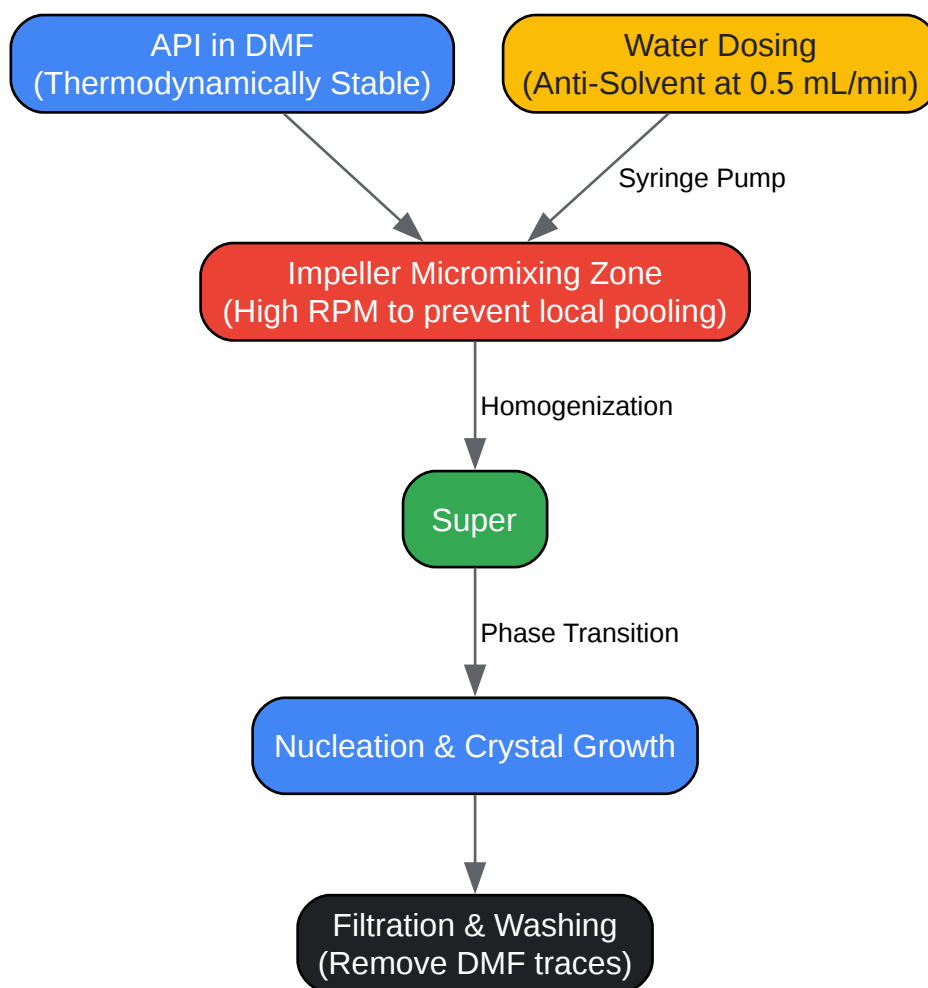 API in DMF
(Thermodynamically Stable)
Water Dosing
(Anti-Solvent at 0.5 mL/min)
Syringe Pump
Impeller Micromixing Zone
(High RPM to prevent local pooling)
Homogenization
Super
Phase Transition
Nucleation & Crystal Growth
Filtration & Washing
(Remove DMF traces)